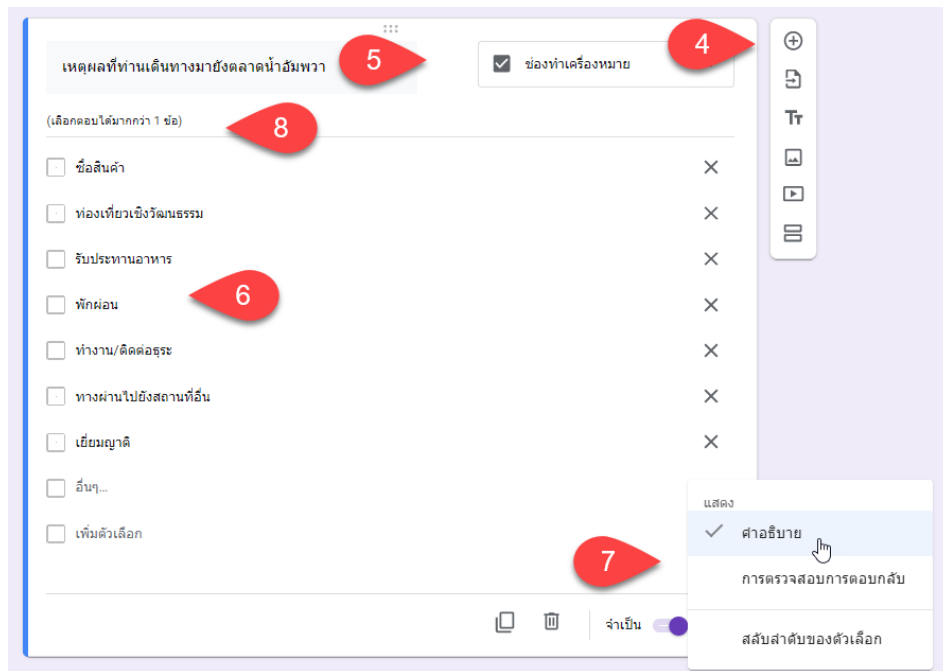 เหตุผลที่ท่านเดินทางมายังตลาดน้ำอัมพวา
5
ช่องทำเครื่องหมาย
4
Tт
(เลือกตอบได้มากกว่า 1 ข้อ)
8
ซื้อสินค้า
ท่องเที่ยวเชิงวัฒนธรรม
รับประทานอาหาร
พักผ่อน
6
ทำงาน/ติดต่อธุระ
ทางผ่านไปยังสถานที่อื่น
เยี่ยมญาติ
อื่นๆ...
เพิ่มตัวเลือก
แสดง
คำอธิบาย
7
การตรวจสอบการตอบกลับ
จำเป็น
สลับลำดับของตัวเลือก